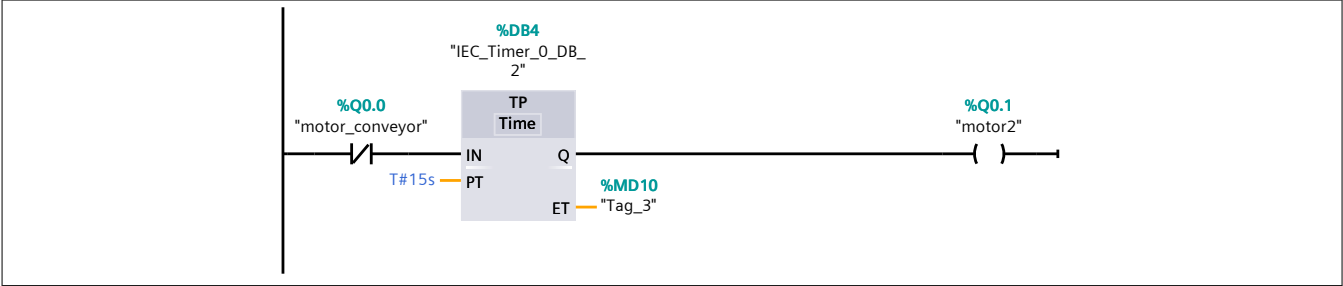 %DB4
"IEC_Timer_0_DB_
2"
%Q0.0
"motor_conveyor"
TP
Time
%Q0.1
"motor2"
IN
Q
T#15s
PT
%MD10
"Tag_3"
ET